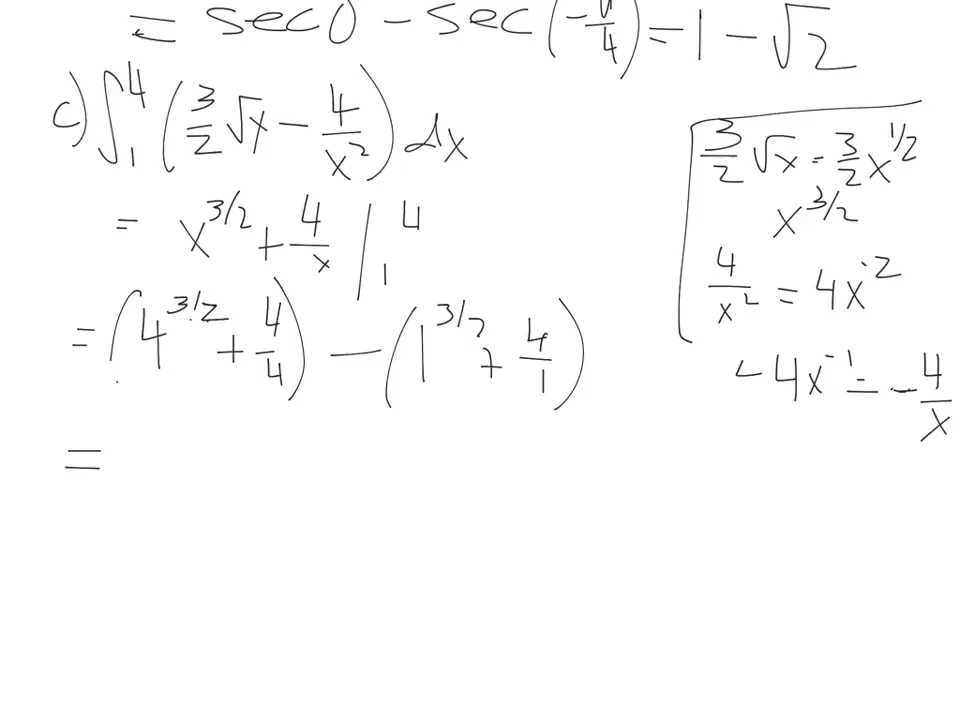 = sec 0 - sec (-π/4) = 1 - √2
c) ∫₁⁴ (3/2 √x - 4/x²) dx
= x^{3/2} + 4/x |₁⁴
= (4^{3/2} + 4/4) - (1^{3/2} + 4/1)
=
3/2 √x = 3/2 x^{1/2}
x^{3/2}
4/x² = 4x^{-2}
- 4x^{-1} = - 4/x